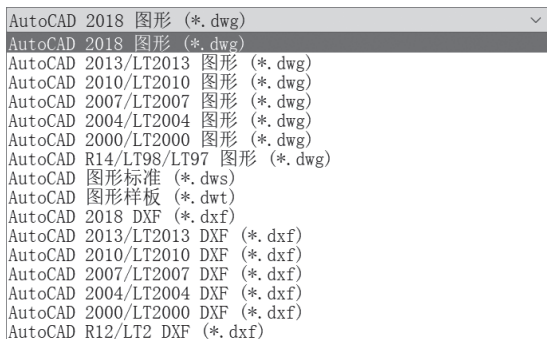 AutoCAD 2018 图形 (*.dwg)
AutoCAD 2018 图形 (*.dwg)
AutoCAD 2013/LT2013 图形 (*.dwg)
AutoCAD 2010/LT2010 图形 (*.dwg)
AutoCAD 2007/LT2007 图形 (*.dwg)
AutoCAD 2004/LT2004 图形 (*.dwg)
AutoCAD 2000/LT2000 图形 (*.dwg)
AutoCAD R14/LT98/LT97 图形 (*.dwg)
AutoCAD 图形标准 (*.dws)
AutoCAD 图形样板 (*.dwt)
AutoCAD 2018 DXF (*.dxf)
AutoCAD 2013/LT2013 DXF (*.dxf)
AutoCAD 2010/LT2010 DXF (*.dxf)
AutoCAD 2007/LT2007 DXF (*.dxf)
AutoCAD 2004/LT2004 DXF (*.dxf)
AutoCAD 2000/LT2000 DXF (*.dxf)
AutoCAD R12/LT2 DXF (*.dxf)